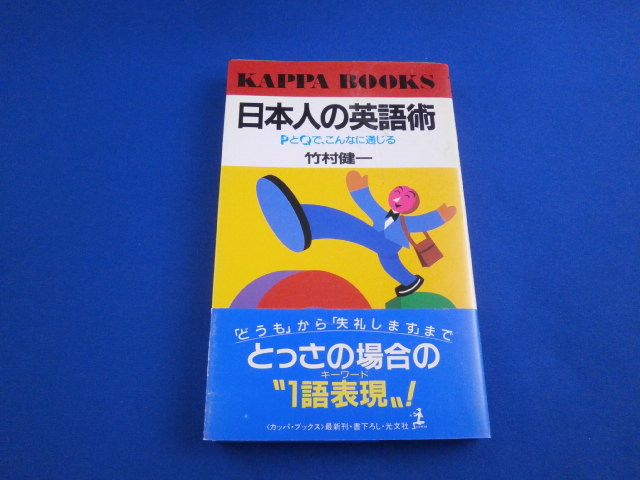 KAPPA BOOKS
日本人の英語術
PとQで、こんなに通じる
竹村健一
「どうも」から「失礼します」まで
とっさの場合の
キーワード
〝1語表現〟!
〈カッパ・ブックス〉最新刊・書下ろし・光文社